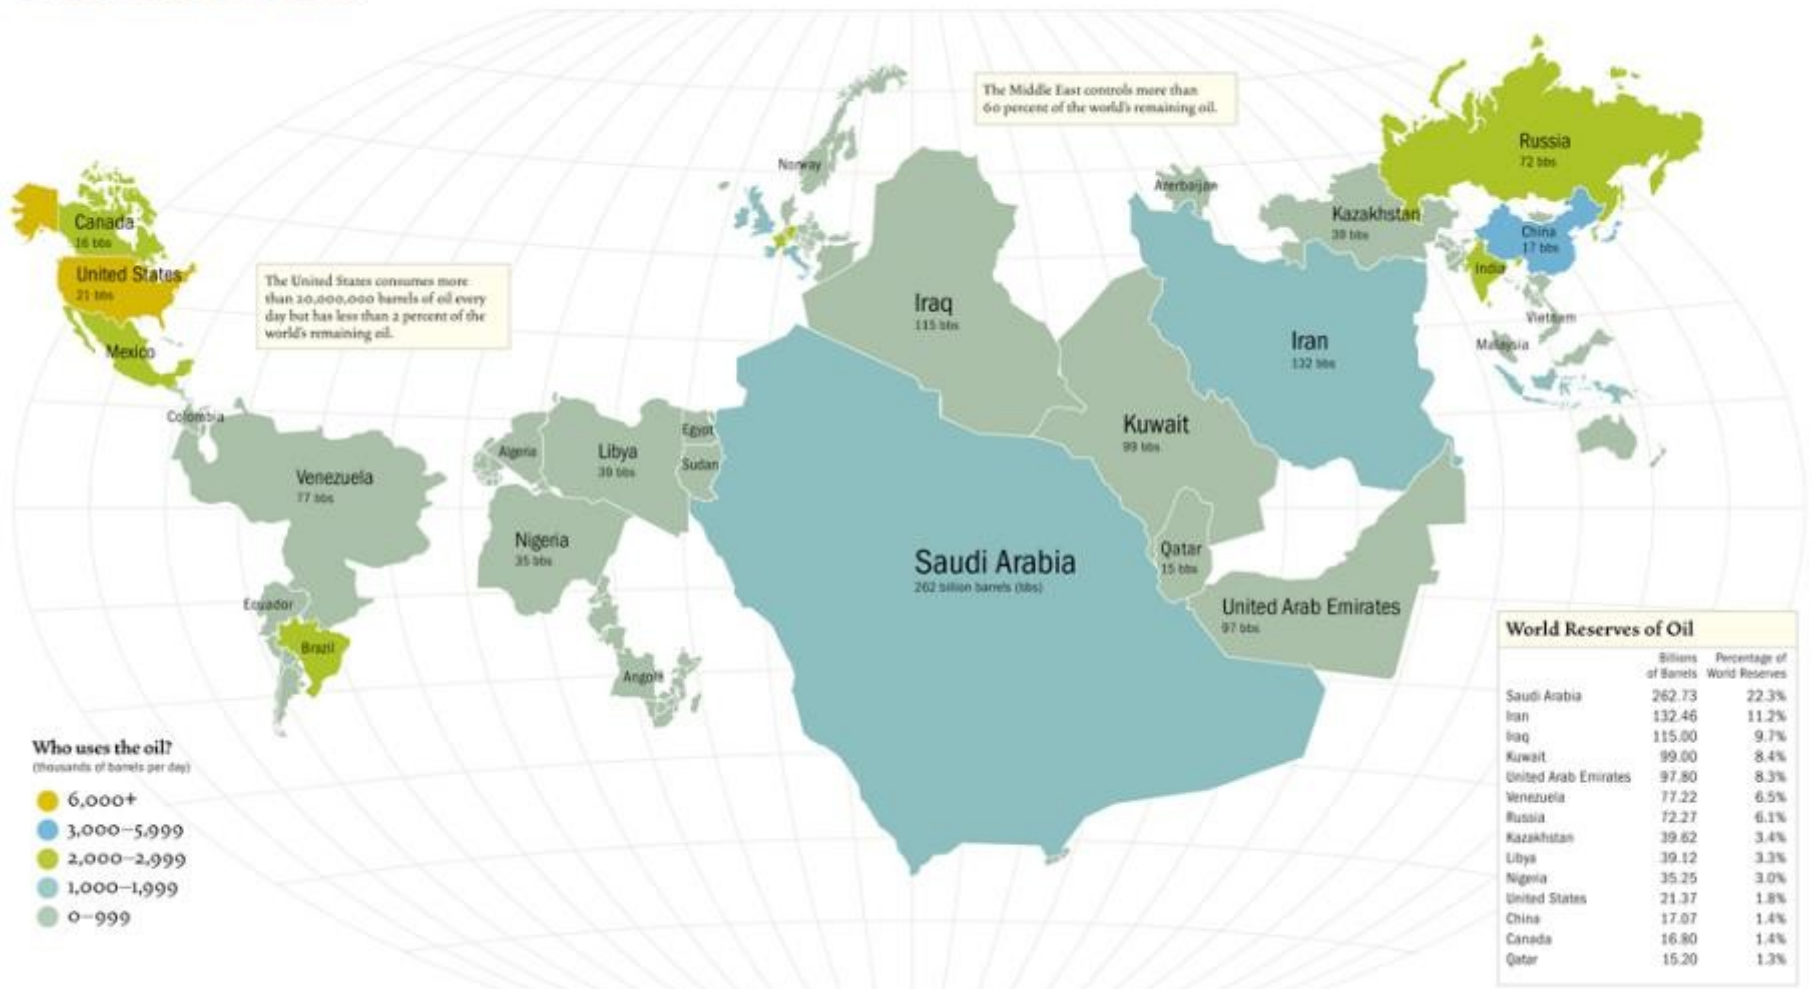 The Middle East controls more than
60 percent of the world's remaining oil.
Russia
72 bbs
Norway
Azerbaijan
Kazakhstan
39 bbs
China
17 bbs
India
Vietnam
Malaysia
Canada
16 bbs
United States
21 bbs
Mexico
The United States consumes more
than 20,000,000 barrels of oil every
day but has less than 2 percent of the
world's remaining oil.
Iraq
115 bbs
Iran
132 bbs
Kuwait
99 bbs
Colombia
Venezuela
77 bbs
Algeria
Libya
39 bbs
Egypt
Sudan
Nigeria
35 bbs
Saudi Arabia
262 billion barrels (bbs)
Qatar
15 bbs
United Arab Emirates
97 bbs
Ecuador
Brazil
Angola
Who uses the oil?
(thousands of barrels per day)
6,000+
3,000–5,999
2,000–2,999
1,000–1,999
0–999
World Reserves of Oil
Billions of Barrels Percentage of World Reserves
Saudi Arabia 262.73 22.3%
Iran 132.46 11.2%
Iraq 115.00 9.7%
Kuwait 99.00 8.4%
United Arab Emirates 97.80 8.3%
Venezuela 77.22 6.5%
Russia 72.27 6.1%
Kazakhstan 39.62 3.4%
Libya 39.12 3.3%
Nigeria 35.25 3.0%
United States 21.37 1.8%
China 17.07 1.4%
Canada 16.80 1.4%
Qatar 15.20 1.3%